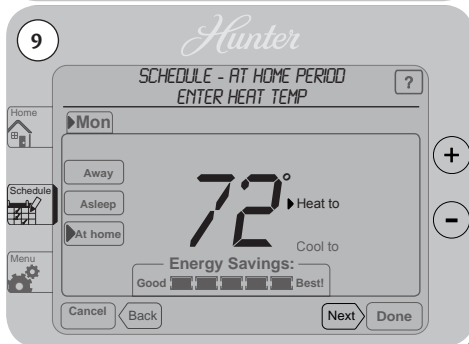 9
Hunter
SCHEDULE - AT HOME PERIOD
ENTER HEAT TEMP
?
Home
Mon
Away
Asleep
At home
Schedule
Menu
72°
Heat to
Cool to
+
-
Energy Savings:
Good Best!
Cancel Back Next Done